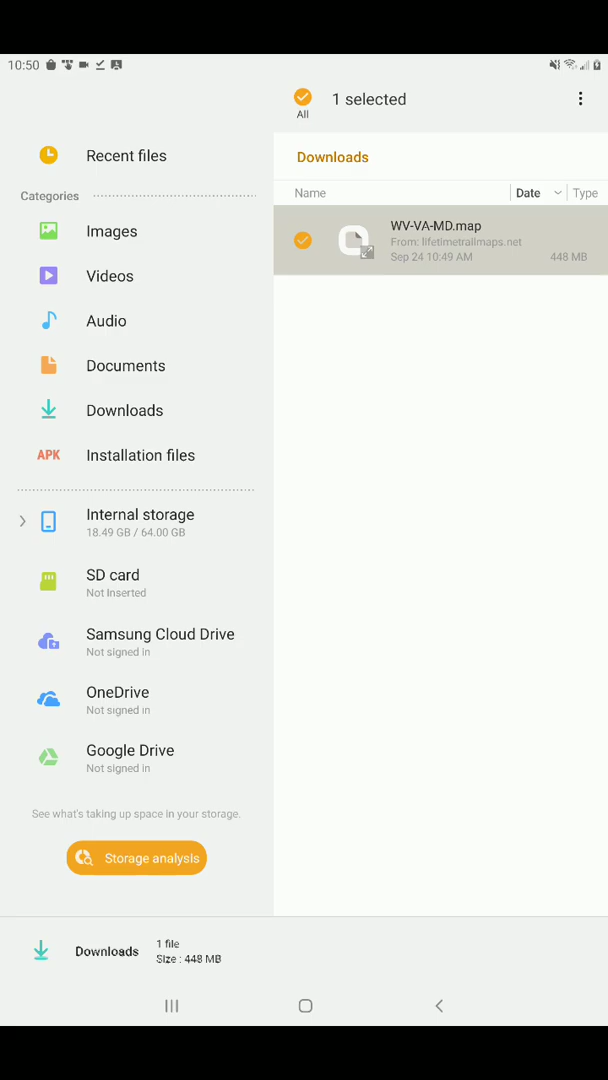 10:50
All
1 selected
Recent files
Categories
Images
Videos
Audio
Documents
Downloads
APK Installation files
Internal storage
18.49 GB / 64.00 GB
SD card
Not Inserted
Samsung Cloud Drive
Not signed in
OneDrive
Not signed in
Google Drive
Not signed in
See what's taking up space in your storage.
Storage analysis
Downloads
Name Date Type
WV-VA-MD.map
From: lifetimetrailmaps.net
Sep 24 10:49 AM 448 MB
Downloads
1 file
Size : 448 MB